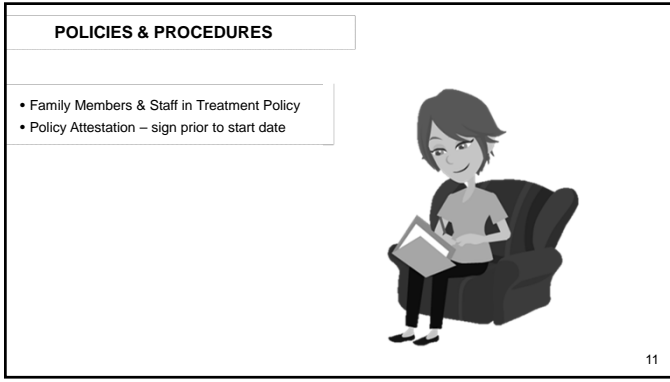 POLICIES & PROCEDURES
• Family Members & Staff in Treatment Policy
• Policy Attestation – sign prior to start date
11